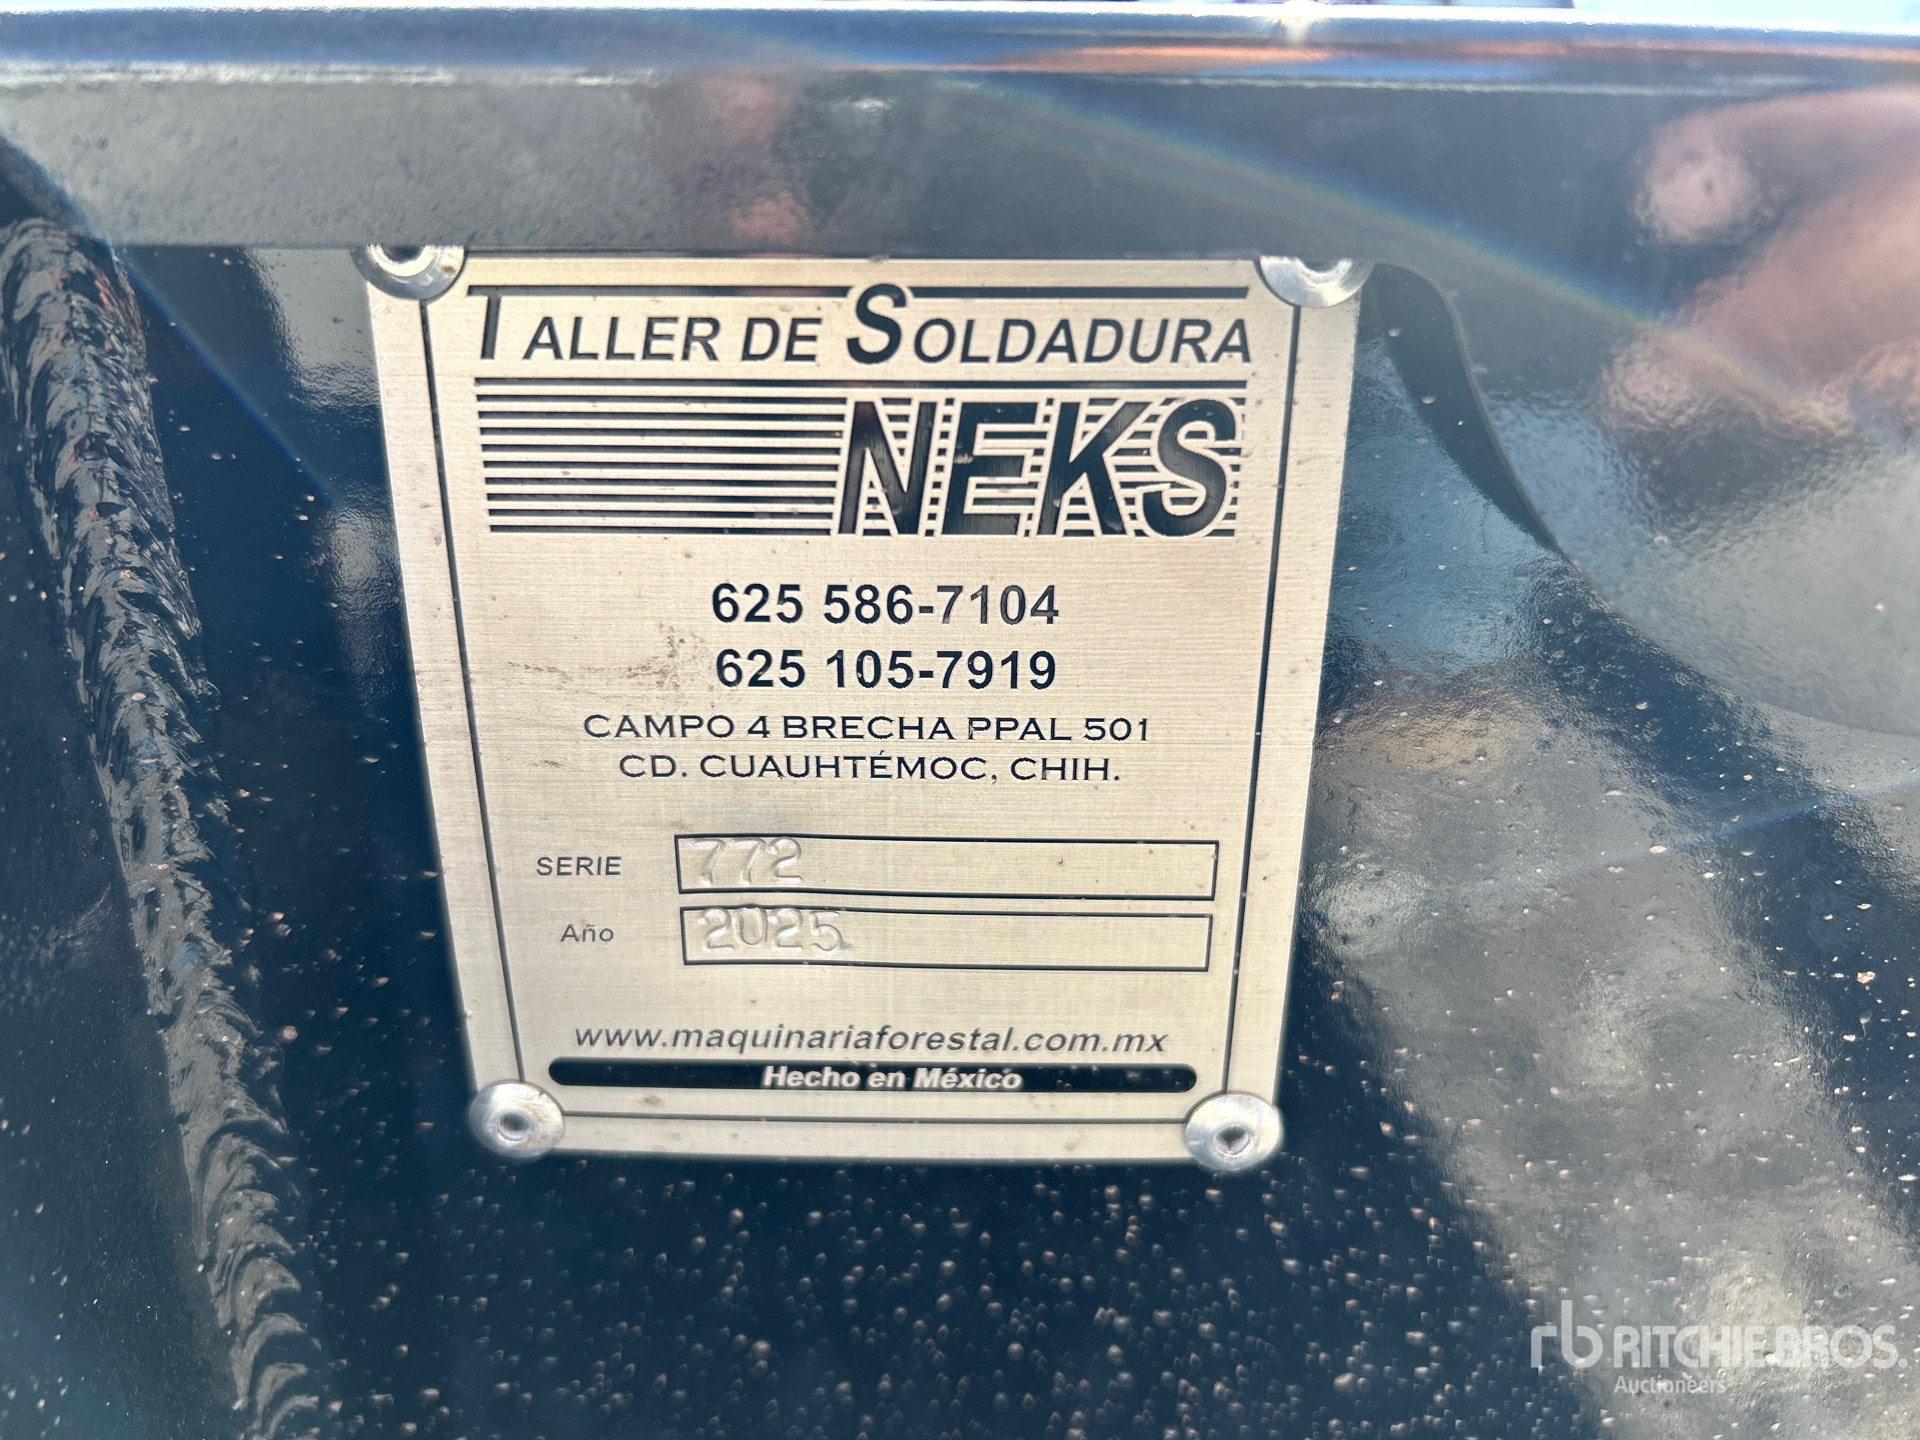 TALLER DE SOLDADURA
NEKS
625 586-7104
625 105-7919
CAMPO 4 BRECHA PPAL 501
CD. CUAUHTÉMOC, CHIH.
SERIE 772
Año 2025
www.maquinariaforestal.com.mx
Hecho en México
rb RITCHIE BROS.
Auctioneers